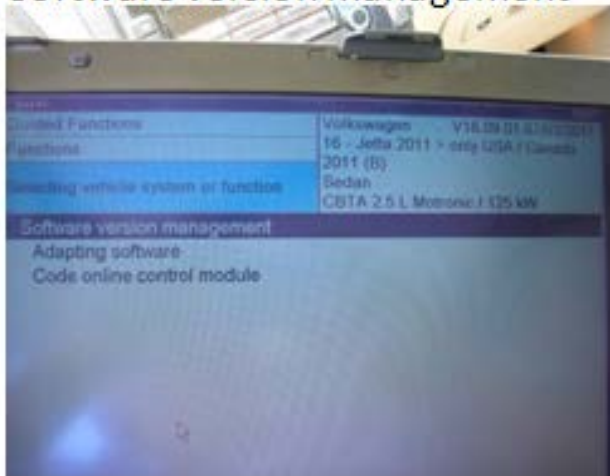 Software version management
Guided Functions
Functions
Selecting vehicle system or function
Volkswagen
16 - Jetta 2011 > only USA / Canada
2011 (B)
Sedan
CBTA 2.5 L Motronic / 125 kW
Software version management
Adapting software
Code online control module